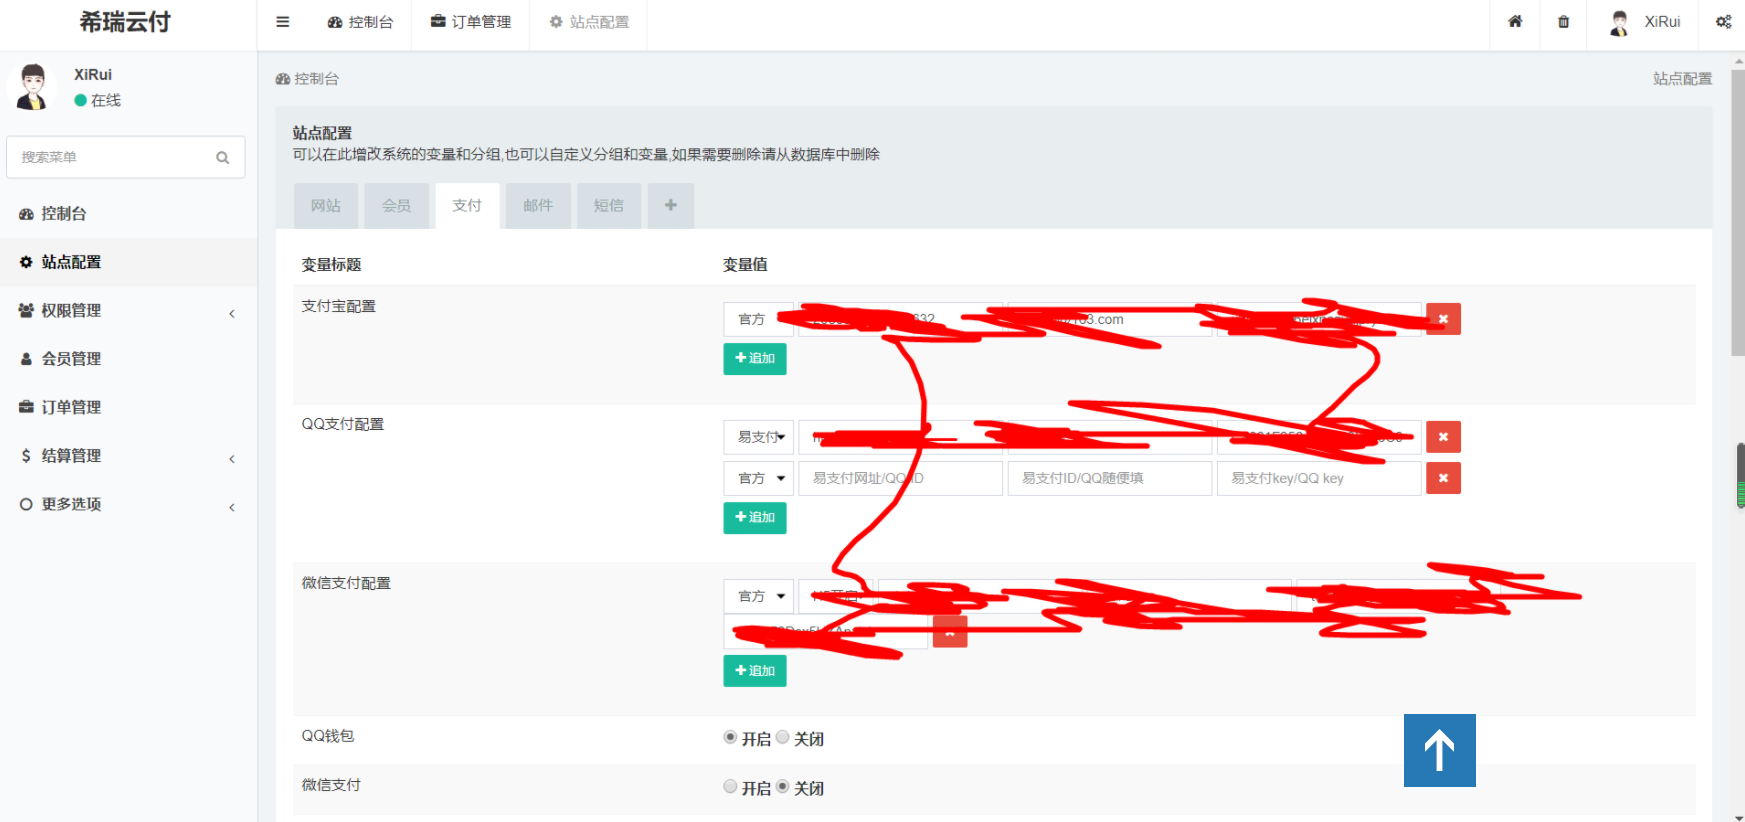 希瑞云付
控制台
订单管理
站点配置
XiRui
XiRui
在线
搜索菜单
控制台
站点配置
权限管理
会员管理
订单管理
结算管理
更多选项
控制台
站点配置
站点配置
可以在此增改系统的变量和分组,也可以自定义分组和变量,如果需要删除请从数据库中删除
网站 会员 支付 邮件 短信
变量标题 变量值
支付宝配置
官方 332 163.com
追加
QQ支付配置
易支付
官方 易支付网址/QQ ID 易支付ID/QQ随便填 易支付key/QQ key
追加
微信支付配置
官方
追加
QQ钱包
开启 关闭
微信支付
开启 关闭